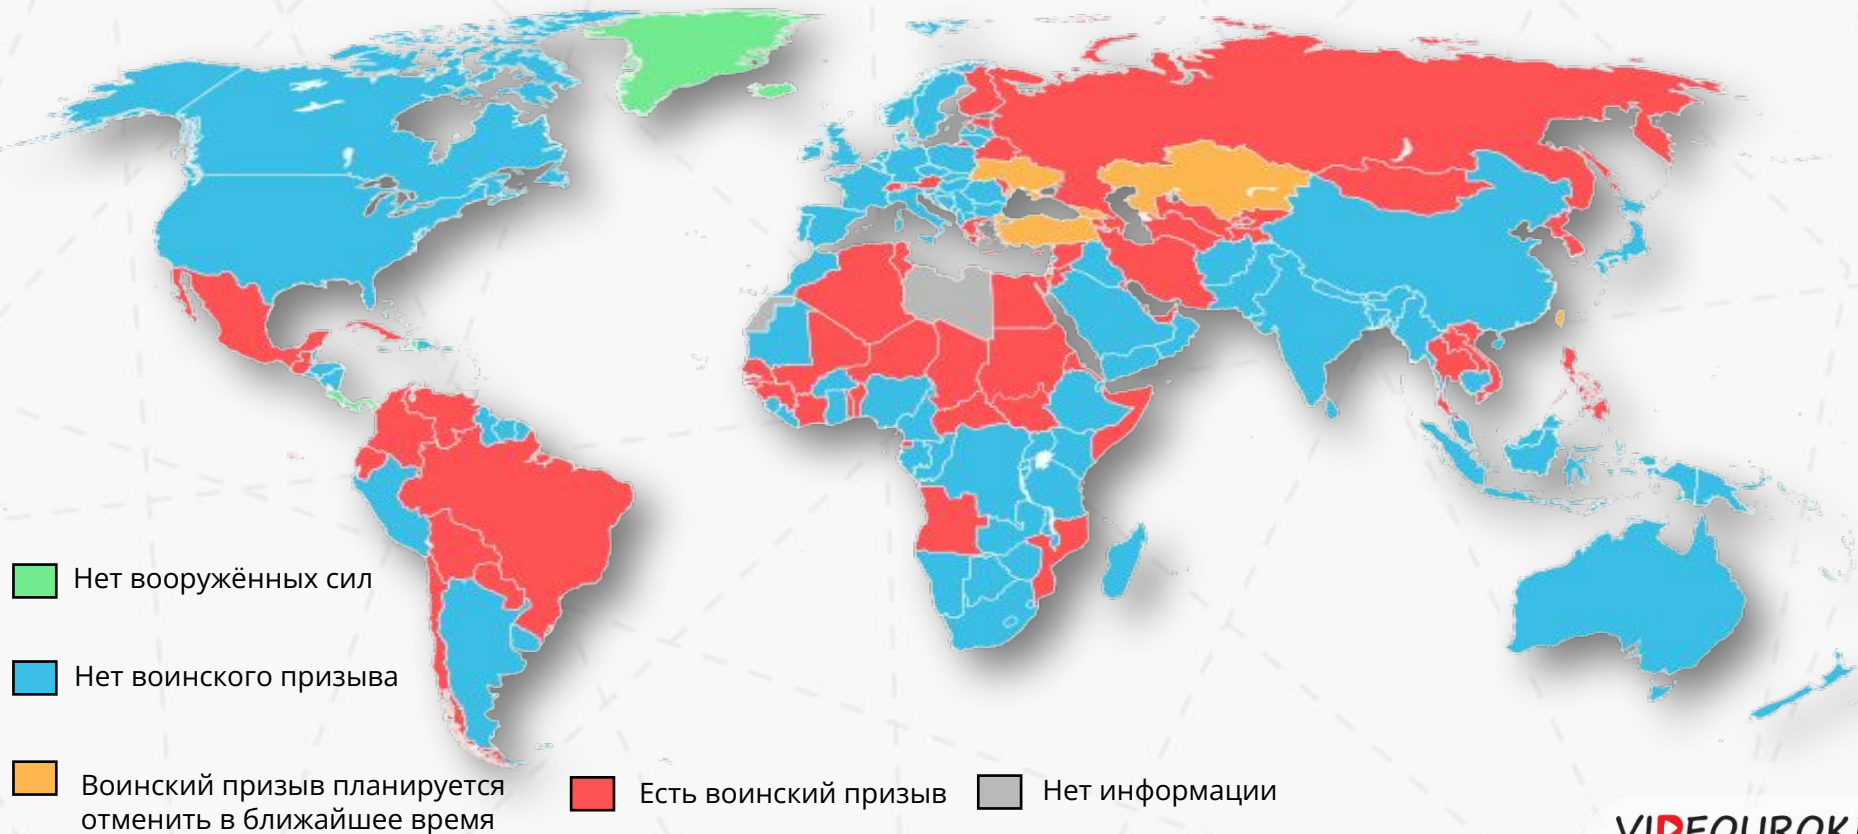 Нет вооружённых сил
Нет воинского призыва
Воинский призыв планируется
отменить в ближайшее время
Есть воинский призыв
Нет информации